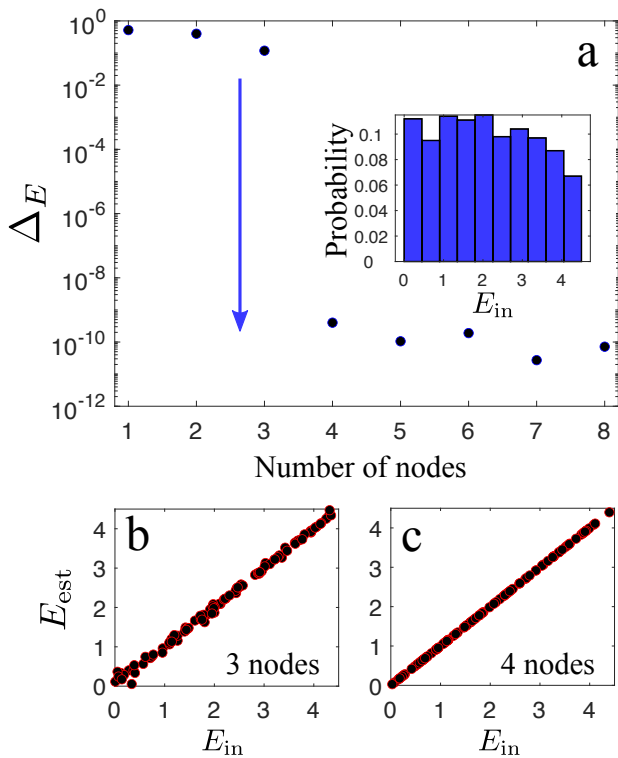 a
10^0
10^-2
10^-4
10^-6
10^-8
10^-10
10^-12
Δ_E
1 2 3 4 5 6 7 8
Number of nodes
Probability
0.1
0.08
0.06
0.04
0.02
0
0 1 2 3 4
E_in
b
E_est
4
3
2
1
0
3 nodes
0 1 2 3 4
E_in
c
4
3
2
1
0
4 nodes
0 1 2 3 4
E_in